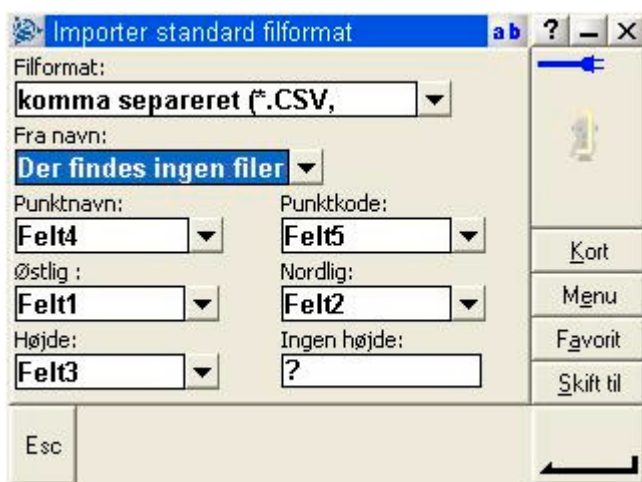 Importer standard filformat
ab ?
Filformat:
komma separeret (*.CSV,
Fra navn:
Der findes ingen filer
Punktnavn: Punktkode:
Felt4 Felt5
Østlig : Nordlig:
Felt1 Felt2
Højde: Ingen højde:
Felt3 ?
Kort
Menu
Favorit
Skift til
Esc